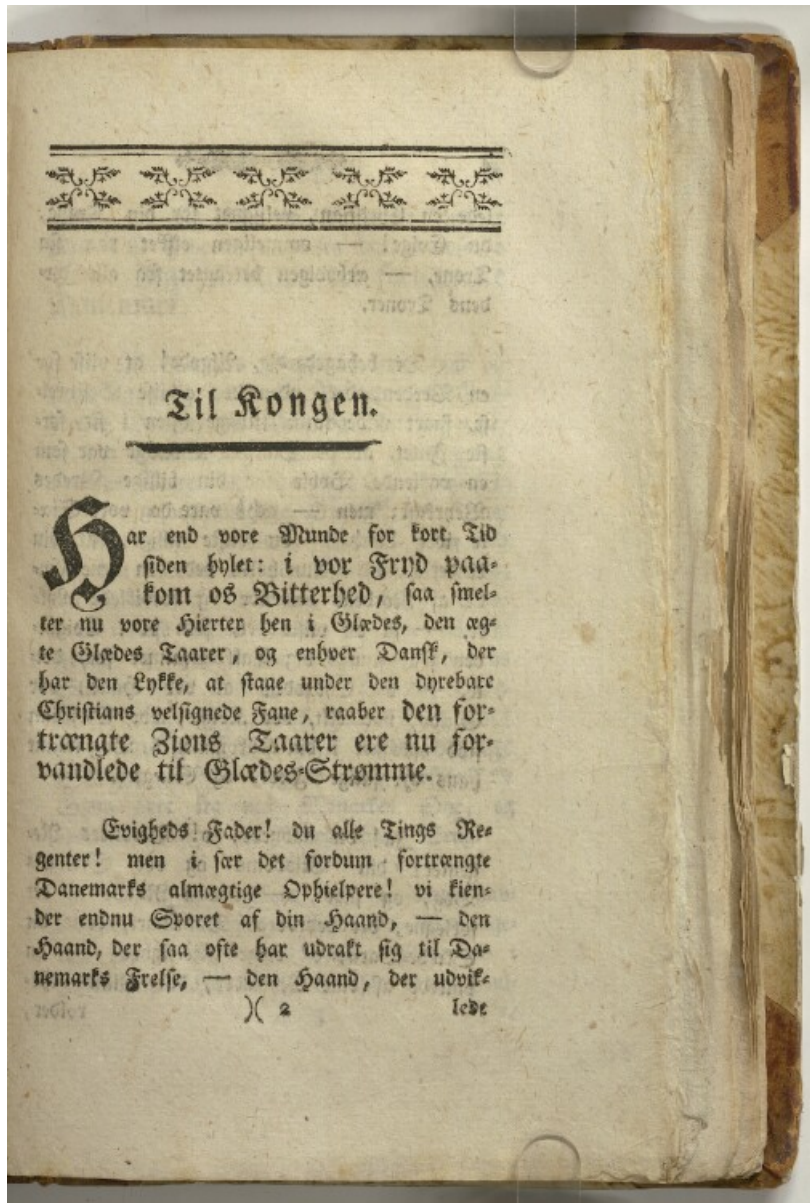 Til Kongen.
Har end vore Munde for kort Tid
siden hylet: i vor Fryd paa-
kom os Bitterhed, saa smel-
ter nu vore Hierter hen i Glædes, den æg-
te Glædes Taarer, og enhver Dansk, der
har den Lykke, at staae under den dyrebare
Christians velsignede Fane, raaber den for-
trængte Zions Taarer ere nu for-
vandlede til Glædes-Strømme.
Evigheds Fader! du alle Tings Re-
genter! men i sær det fordum fortrængte
Danemarks almægtige Ophielpere! vi kien-
der endnu Sporet af din Haand, — den
Haand, der saa ofte har udrakt sig til Da-
nemarks Frelse, — den Haand, der udvik-
)( 2 lede